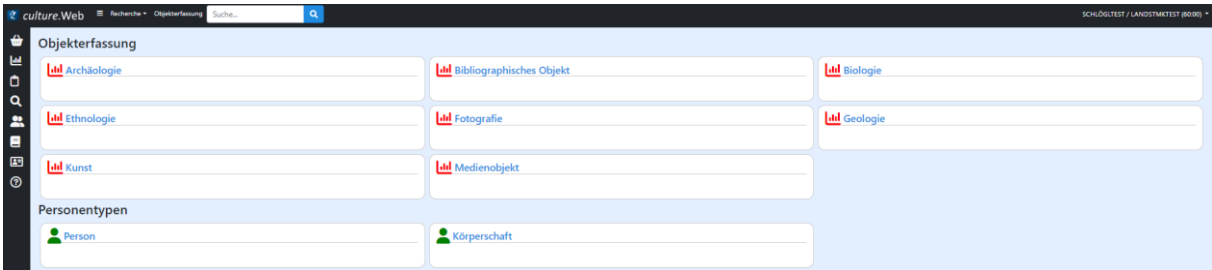 culture.Web Recherche Objekterfassung Suche... SCHLÖGLTEST / LANDSTMKTEST (60:00)
Objekterfassung
Archäologie Bibliographisches Objekt Biologie
Ethnologie Fotografie Geologie
Kunst Medienobjekt
Personentypen
Person Körperschaft